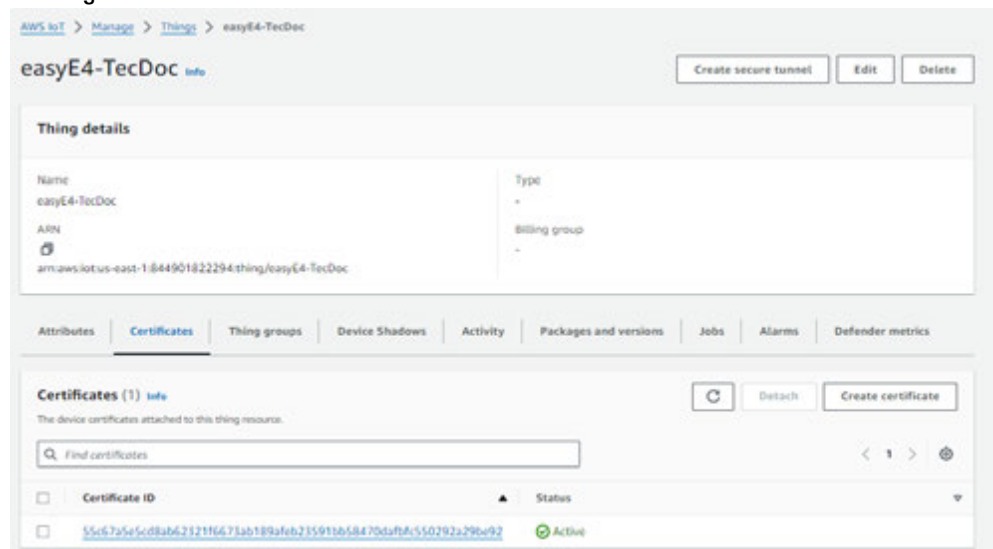 AWS IoT > Manage > Things > easyE4-TecDoc
easyE4-TecDoc Info
Create secure tunnel
Edit
Delete
Thing details
Name
easyE4-TecDoc
ARN
arn:aws:iot:us-east-1:844901822294:thing/easyE4-TecDoc
Type
-
Billing group
-
Attributes
Certificates
Thing groups
Device Shadows
Activity
Packages and versions
Jobs
Alarms
Defender metrics
Certificates (1) Info
Detach
Create certificate
The device certificates attached to this thing resource.
Find certificates
1
Certificate ID
Status
55c67a5e5cd8ab62321f6673ab189afeb23591bb58470dafbfc550292a29be92
Active